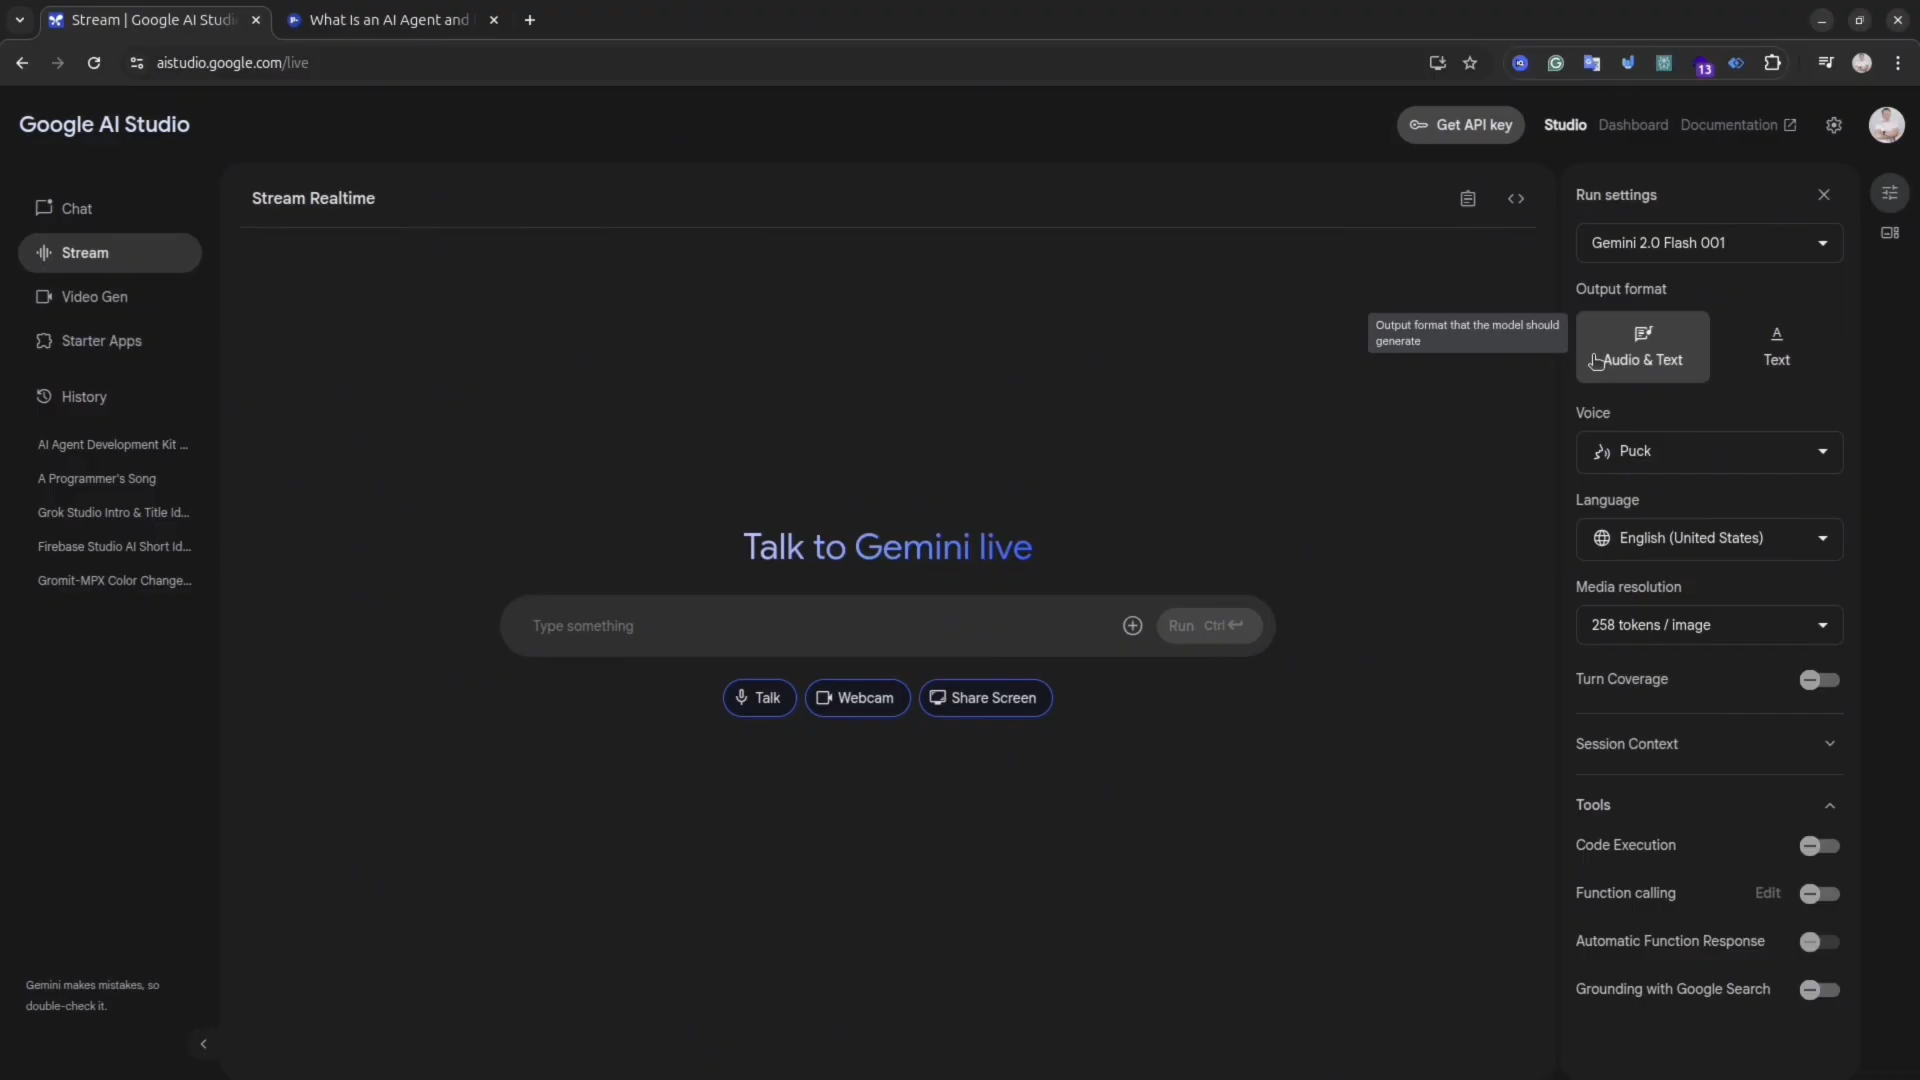 Stream | Google AI Studi
What Is an AI Agent and
aistudio.google.com/live
13
Google AI Studio
Get API key
Studio
Dashboard
Documentation
Chat
Stream
Video Gen
Starter Apps
History
AI Agent Development Kit ...
A Programmer's Song
Grok Studio Intro & Title Id...
Firebase Studio AI Short Id...
Gromit-MPX Color Change...
Gemini makes mistakes, so
double-check it.
Stream Realtime
Talk to Gemini live
Type something
Run Ctrl
Talk
Webcam
Share Screen
Run settings
Gemini 2.0 Flash 001
Output format
Output format that the model should
generate
Audio & Text
Text
Voice
Puck
Language
English (United States)
Media resolution
258 tokens / image
Turn Coverage
Session Context
Tools
Code Execution
Function calling
Edit
Automatic Function Response
Grounding with Google Search